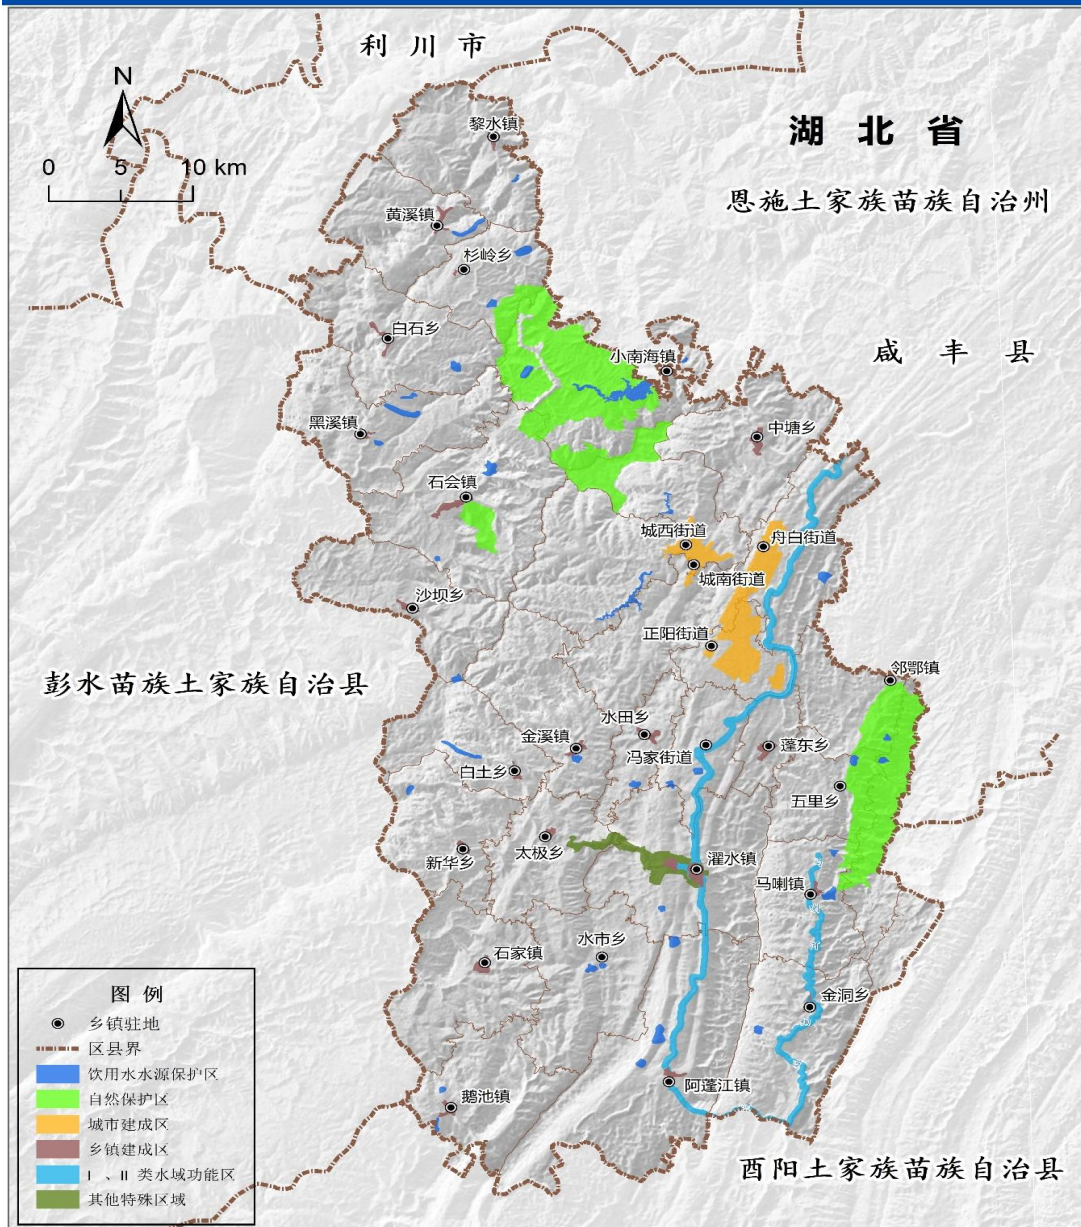 利川市
N
湖北省
0 5 10 km
黎水镇
恩施土家族苗族自治州
黄溪镇
杉岭乡
白石乡
小南海镇
咸丰县
黑溪镇
中塘乡
石会镇
城西街道
舟白街道
城南街道
沙坝乡
正阳街道
邻鄂镇
彭水苗族土家族自治县
水田乡
金溪镇
冯家街道
蓬东乡
白土乡
五里乡
太极乡
新华乡
濯水镇
马喇镇
水市乡
石家镇
金洞乡
阿蓬江镇
鹅池镇
酉阳土家族苗族自治县
图例
乡镇驻地
区县界
饮用水水源保护区
自然保护区
城市建成区
乡镇建成区
I 、II 类水域功能区
其他特殊区域